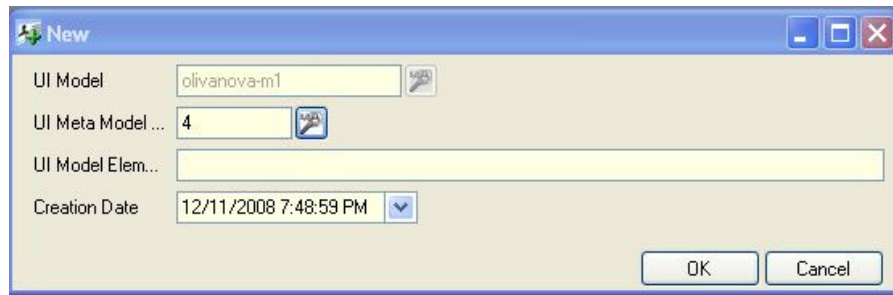 New
UI Model olivanova-m1
UI Meta Model ... 4
UI Model Elem...
Creation Date 12/11/2008 7:48:59 PM
OK Cancel